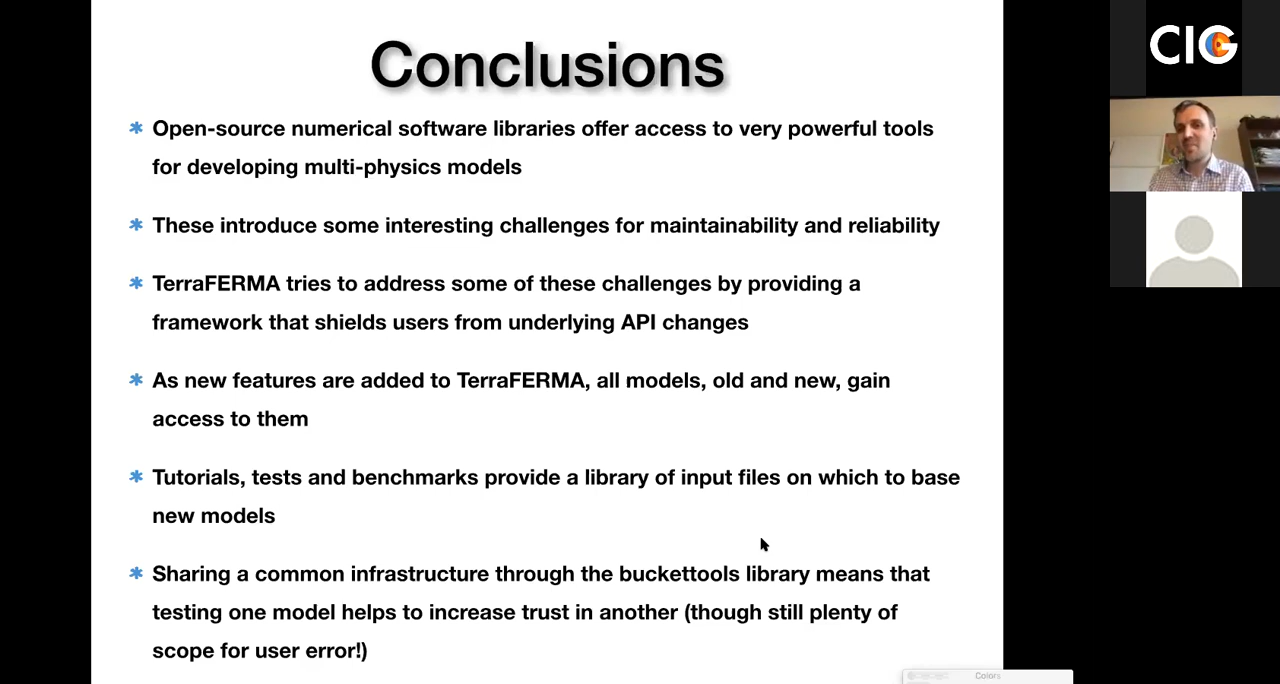 Conclusions
* Open-source numerical software libraries offer access to very powerful tools
for developing multi-physics models
* These introduce some interesting challenges for maintainability and reliability
* TerraFERMA tries to address some of these challenges by providing a
framework that shields users from underlying API changes
* As new features are added to TerraFERMA, all models, old and new, gain
access to them
* Tutorials, tests and benchmarks provide a library of input files on which to base
new models
* Sharing a common infrastructure through the buckettools library means that
testing one model helps to increase trust in another (though still plenty of
scope for user error!)
Colors
CIG